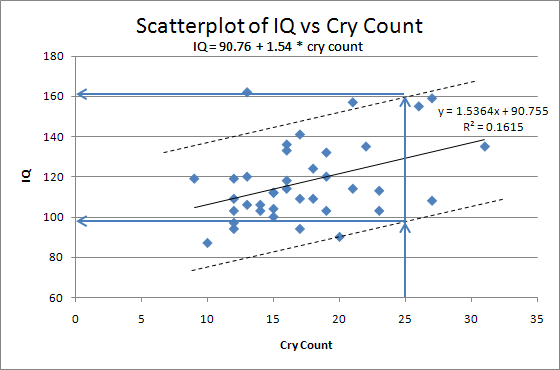 Scatterplot of IQ vs Cry Count
IQ = 90.76 + 1.54 * cry count
180
160
140
120
100
80
60
IQ
y = 1.5364x + 90.755
R² = 0.1615
0 5 10 15 20 25 30 35
Cry Count